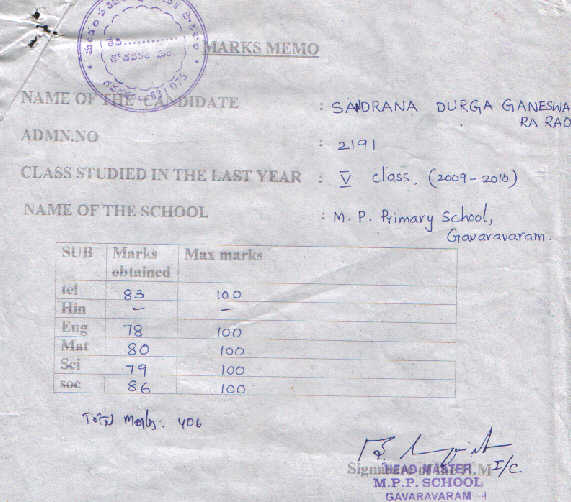 MARKS MEMO
NAME OF THE CANDIDATE : SANDRANA DURGA GANESWA
RA RAO
ADMN.NO : 2191
CLASS STUDIED IN THE LAST YEAR : V class. (2009-2010)
NAME OF THE SCHOOL : M. P. Primary School,
Gavaravaram.
SUB Marks obtained Max marks
tel 83 100
Hin – –
Eng 78 100
Mat 80 100
Sci 79 100
soc 86 100
Total Marks. 406
Signature of the H.M I/C.
HEAD MASTER
M.P.P. SCHOOL
GAVARAVARAM